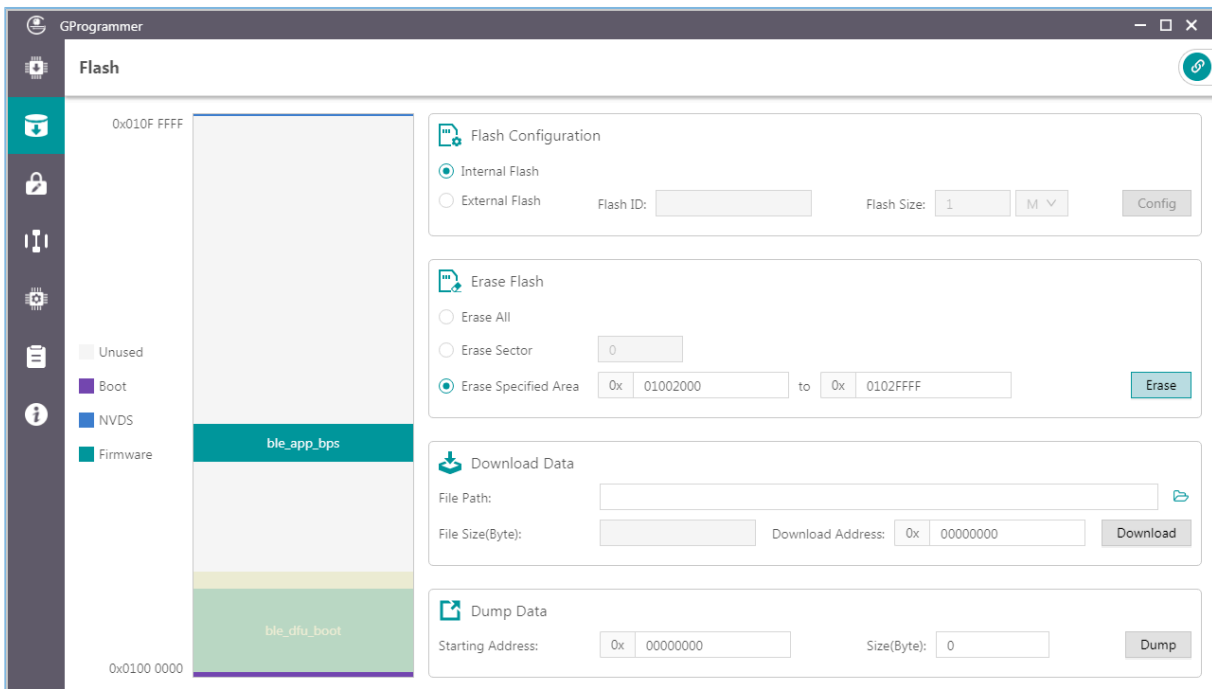 GProgrammer
Flash
0x010F FFFF
Unused
Boot
NVDS
Firmware
ble_app_bps
ble_dfu_boot
0x0100 0000
Flash Configuration
Internal Flash
External Flash Flash ID: Flash Size: 1 M Config
Erase Flash
Erase All
Erase Sector 0
Erase Specified Area 0x 01002000 to 0x 0102FFFF Erase
Download Data
File Path:
File Size(Byte): Download Address: 0x 00000000 Download
Dump Data
Starting Address: 0x 00000000 Size(Byte): 0 Dump